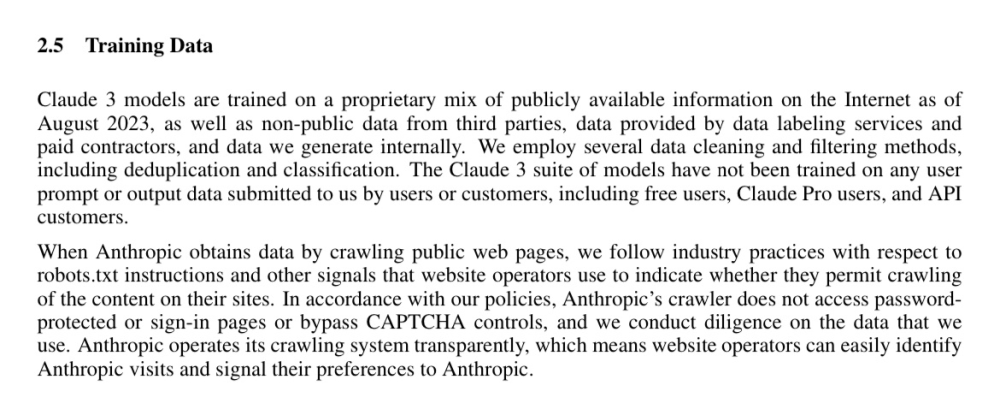 2.5 Training Data
Claude 3 models are trained on a proprietary mix of publicly available information on the Internet as of
August 2023, as well as non-public data from third parties, data provided by data labeling services and
paid contractors, and data we generate internally. We employ several data cleaning and filtering methods,
including deduplication and classification. The Claude 3 suite of models have not been trained on any user
prompt or output data submitted to us by users or customers, including free users, Claude Pro users, and API
customers.
When Anthropic obtains data by crawling public web pages, we follow industry practices with respect to
robots.txt instructions and other signals that website operators use to indicate whether they permit crawling
of the content on their sites. In accordance with our policies, Anthropic’s crawler does not access password-
protected or sign-in pages or bypass CAPTCHA controls, and we conduct diligence on the data that we
use. Anthropic operates its crawling system transparently, which means website operators can easily identify
Anthropic visits and signal their preferences to Anthropic.